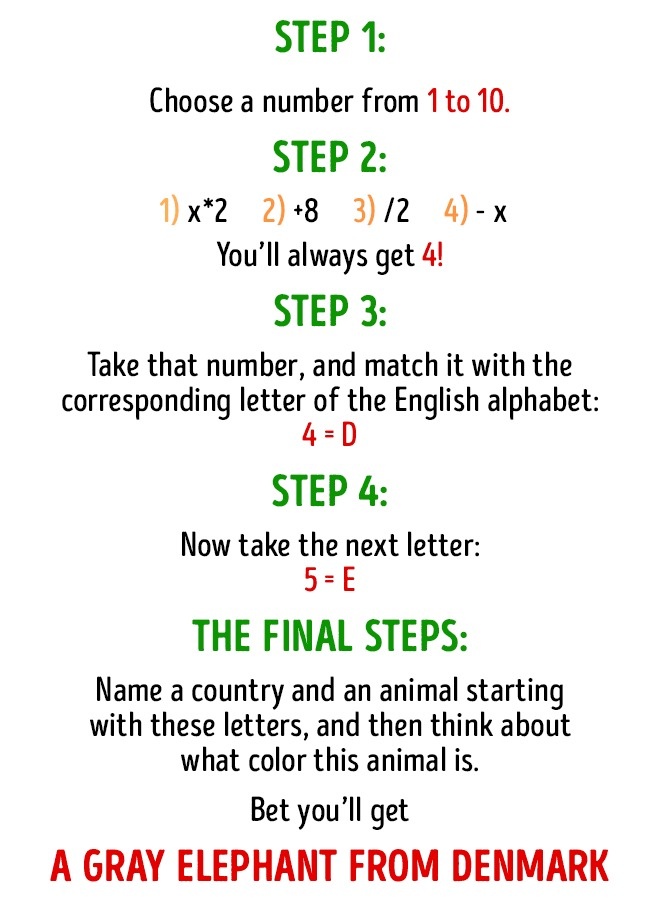 STEP 1:
Choose a number from 1 to 10.
STEP 2:
1) x*2 2) +8 3) /2 4) - x
You'll always get 4!
STEP 3:
Take that number, and match it with the
corresponding letter of the English alphabet:
4 = D
STEP 4:
Now take the next letter:
5 = E
THE FINAL STEPS:
Name a country and an animal starting
with these letters, and then think about
what color this animal is.
Bet you'll get
A GRAY ELEPHANT FROM DENMARK